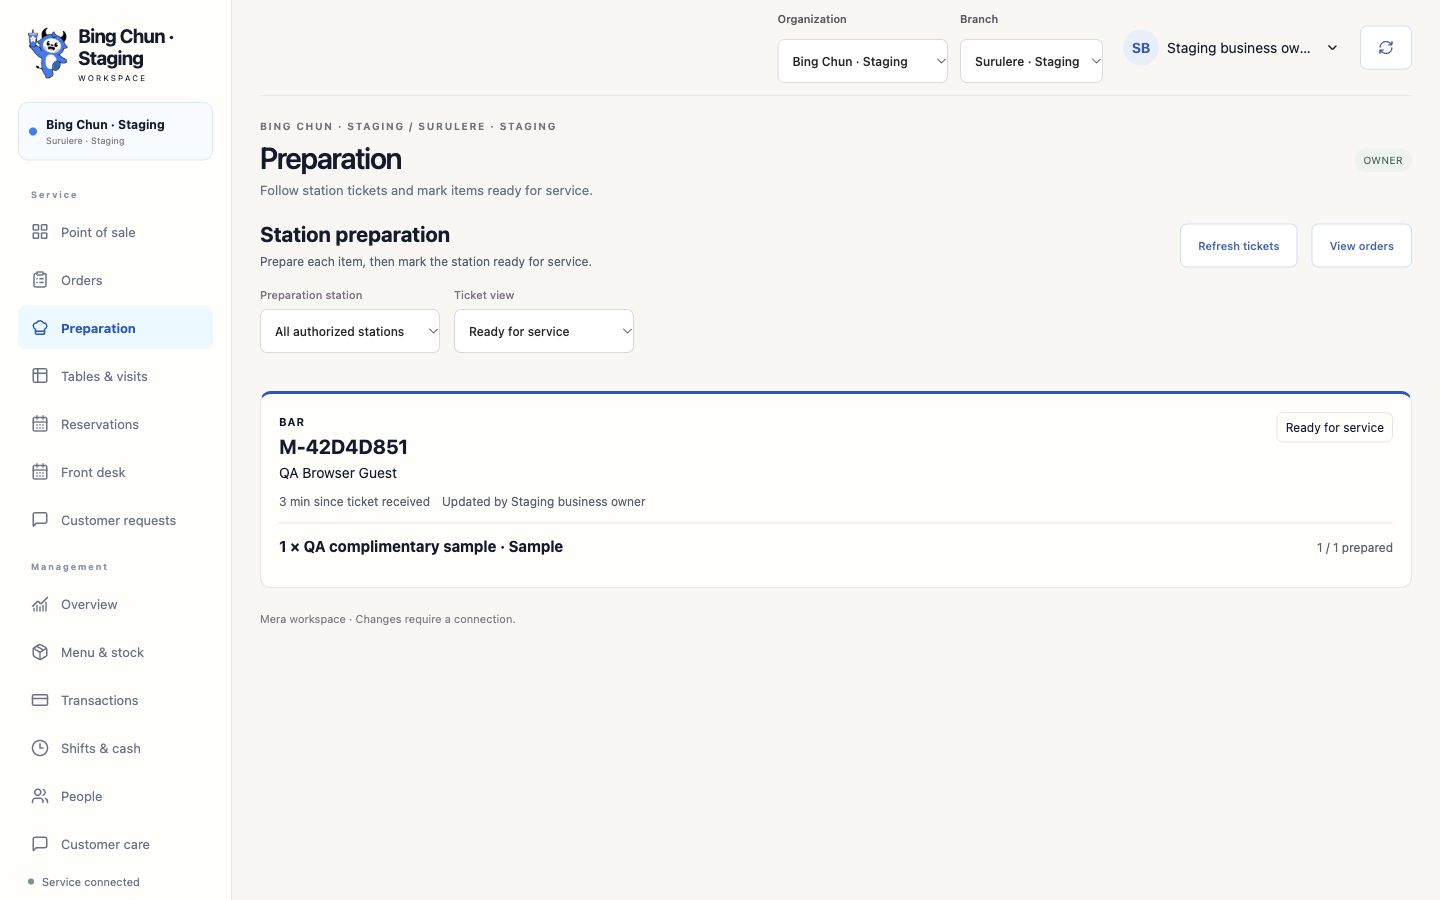 Bing Chun ·
Staging
WORKSPACE
Bing Chun · Staging
Surulere · Staging
Service
Point of sale
Orders
Preparation
Tables & visits
Reservations
Front desk
Customer requests
Management
Overview
Menu & stock
Transactions
Shifts & cash
People
Customer care
Service connected
Organization
Bing Chun · Staging
Branch
Surulere · Staging
SB
Staging business ow...
BING CHUN · STAGING / SURULERE · STAGING
Preparation
Follow station tickets and mark items ready for service.
OWNER
Station preparation
Prepare each item, then mark the station ready for service.
Refresh tickets
View orders
Preparation station
All authorized stations
Ticket view
Ready for service
BAR
M-42D4D851
QA Browser Guest
3 min since ticket received Updated by Staging business owner
Ready for service
1 × QA complimentary sample · Sample
1 / 1 prepared
Mera workspace · Changes require a connection.